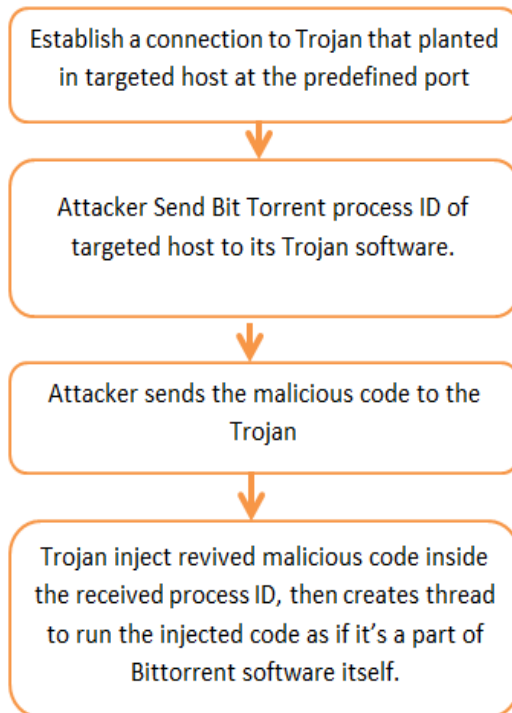 Establish a connection to Trojan that planted
in targeted host at the predefined port
Attacker Send Bit Torrent process ID of
targeted host to its Trojan software.
Attacker sends the malicious code to the
Trojan
Trojan inject revived malicious code inside
the received process ID, then creates thread
to run the injected code as if it's a part of
Bittorrent software itself.